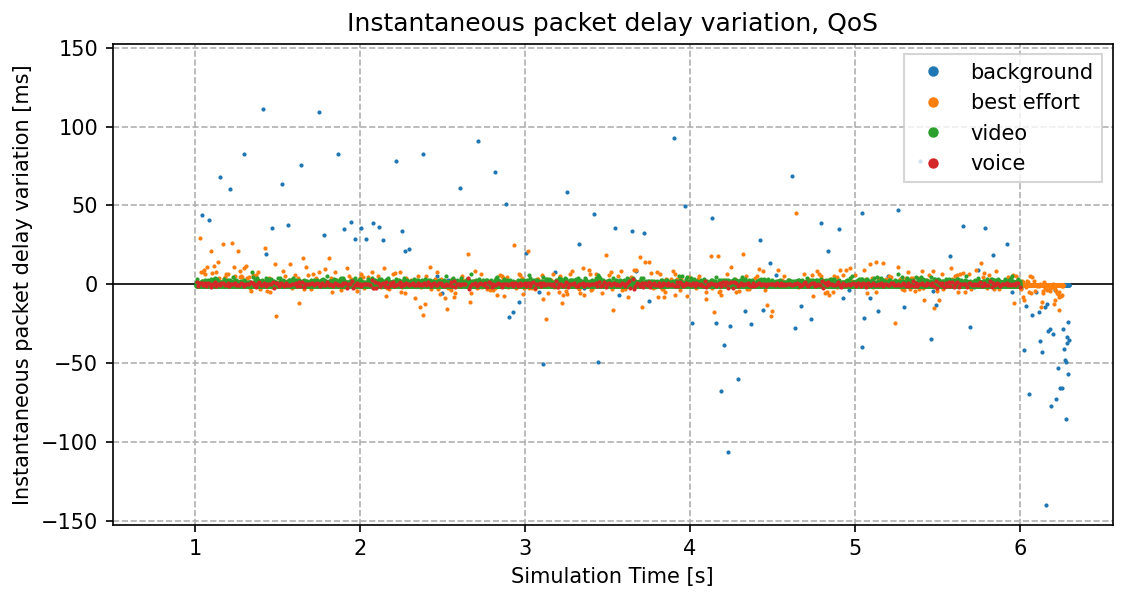 Instantaneous packet delay variation, QoS
Instantaneous packet delay variation [ms]
150
100
50
0
−50
−100
−150
background
best effort
video
voice
1
2
3
4
5
6
Simulation Time [s]